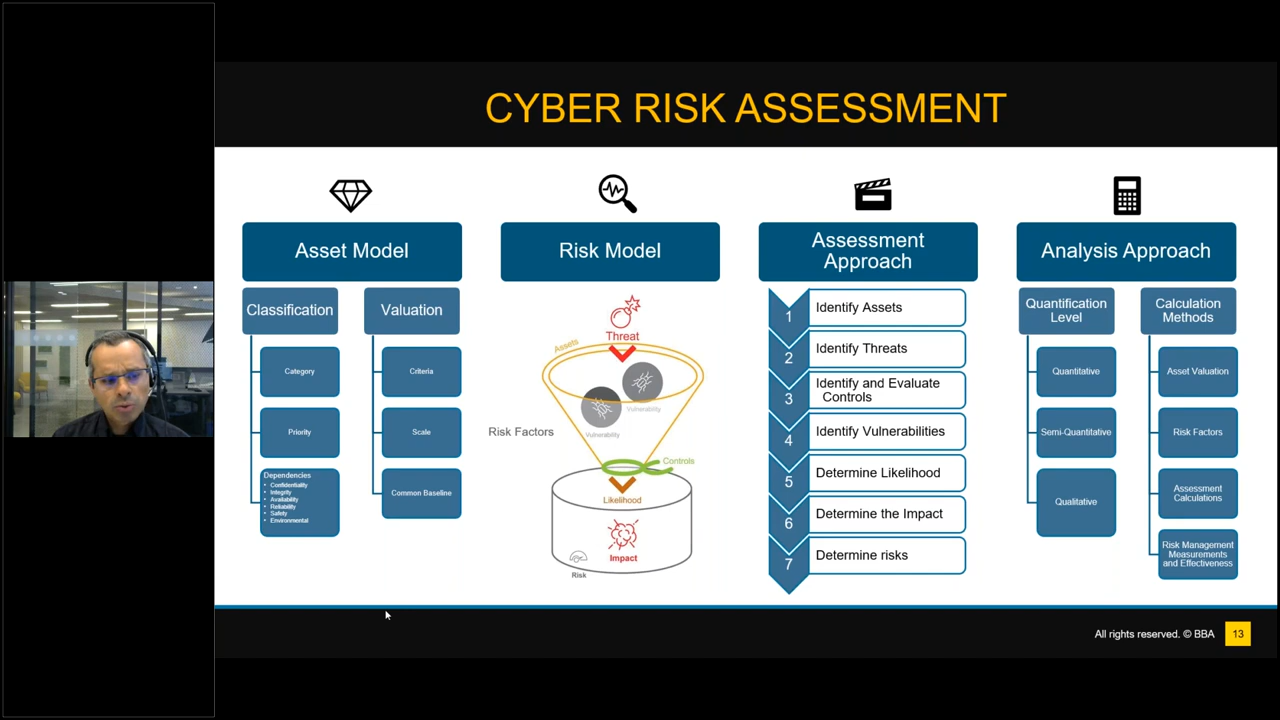 CYBER RISK ASSESSMENT
Asset Model
Classification
Valuation
Category
Criteria
Priority
Scale
Dependencies
• Confidentiality
• Integrity
• Availability
• Reliability
• Safety
• Environmental
Common Baseline
Risk Model
Threat
Assets
Vulnerability
Vulnerability
Risk Factors
Controls
Likelihood
Impact
Risk
Assessment
Approach
1 Identify Assets
2 Identify Threats
3 Identify and Evaluate
Controls
4 Identify Vulnerabilities
5 Determine Likelihood
6 Determine the Impact
7 Determine risks
Analysis Approach
Quantification
Level
Calculation
Methods
Quantitative
Asset Valuation
Semi-Quantitative
Risk Factors
Qualitative
Assessment
Calculations
Risk Management
Measurements
and Effectiveness
All rights reserved. © BBA
13